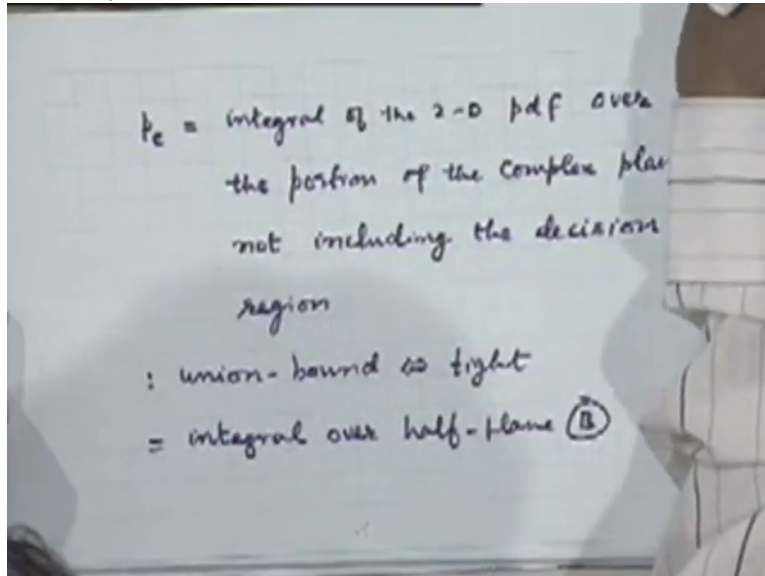 Pe = integral of the 2-D pdf over
the portion of the complex plan
not including the decision
region
: union-bound ⇔ tight
= integral over half-plane B